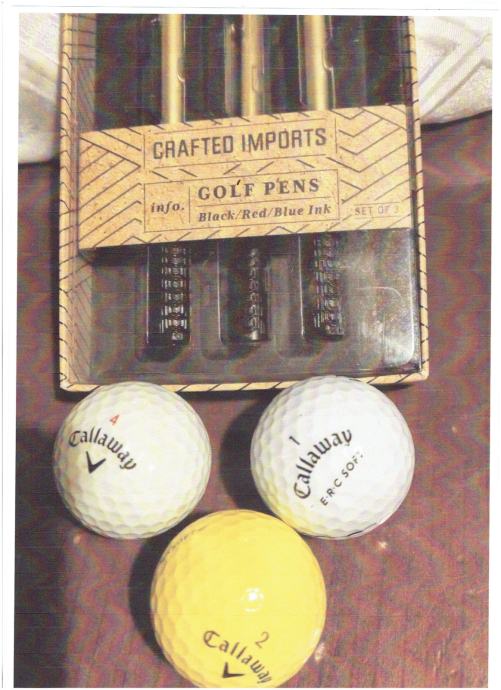 CRAFTED IMPORTS
info.
GOLF PENS
Black/Red/Blue Ink
SET OF 3
4
Callaway
1
Callaway
E•R•C SOFT
2
Callaway